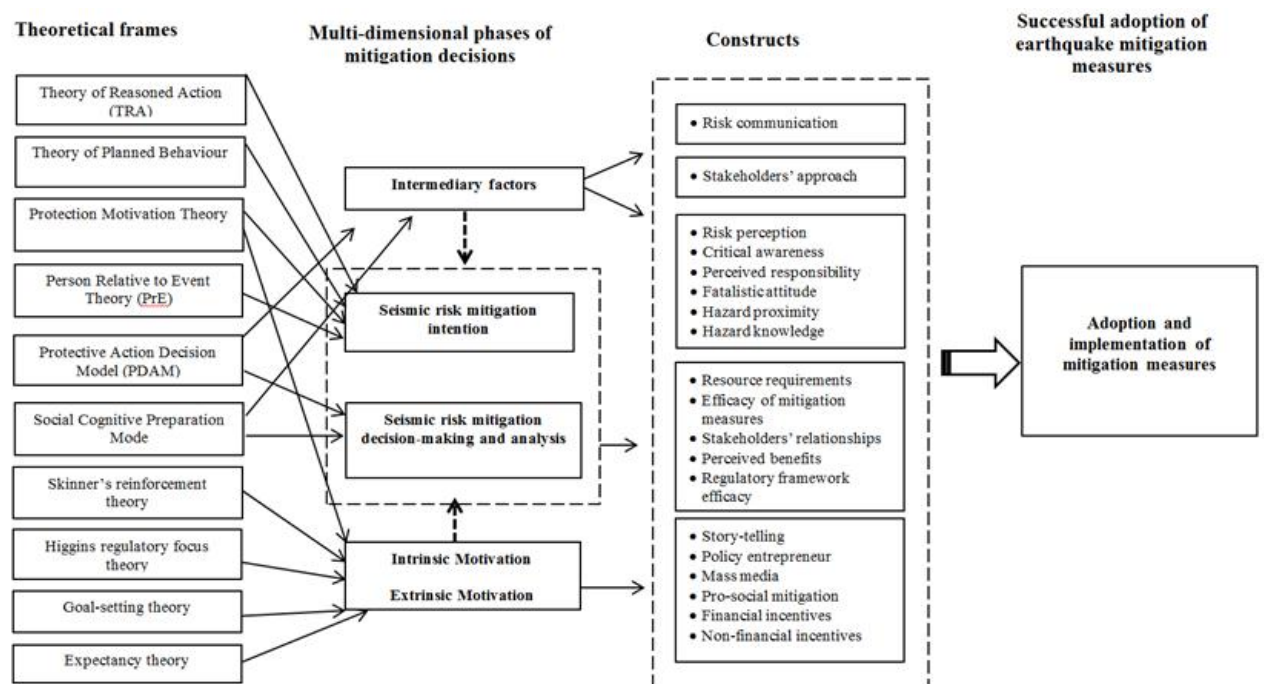 Theoretical frames
Multi-dimensional phases of
mitigation decisions
Constructs
Successful adoption of
earthquake mitigation
measures
Theory of Reasoned Action
(TRA)
Theory of Planned Behaviour
Protection Motivation Theory
Person Relative to Event
Theory (PrE)
Protective Action Decision
Model (PDAM)
Social Cognitive Preparation
Mode
Skinner's reinforcement
theory
Higgins regulatory focus
theory
Goal-setting theory
Expectancy theory
Intermediary factors
Seismic risk mitigation
intention
Seismic risk mitigation
decision-making and analysis
Intrinsic Motivation
Extrinsic Motivation
• Risk communication
• Stakeholders' approach
• Risk perception
• Critical awareness
• Perceived responsibility
• Fatalistic attitude
• Hazard proximity
• Hazard knowledge
• Resource requirements
• Efficacy of mitigation
measures
• Stakeholders' relationships
• Perceived benefits
• Regulatory framework
efficacy
• Story-telling
• Policy entrepreneur
• Mass media
• Pro-social mitigation
• Financial incentives
• Non-financial incentives
Adoption and
implementation of
mitigation measures